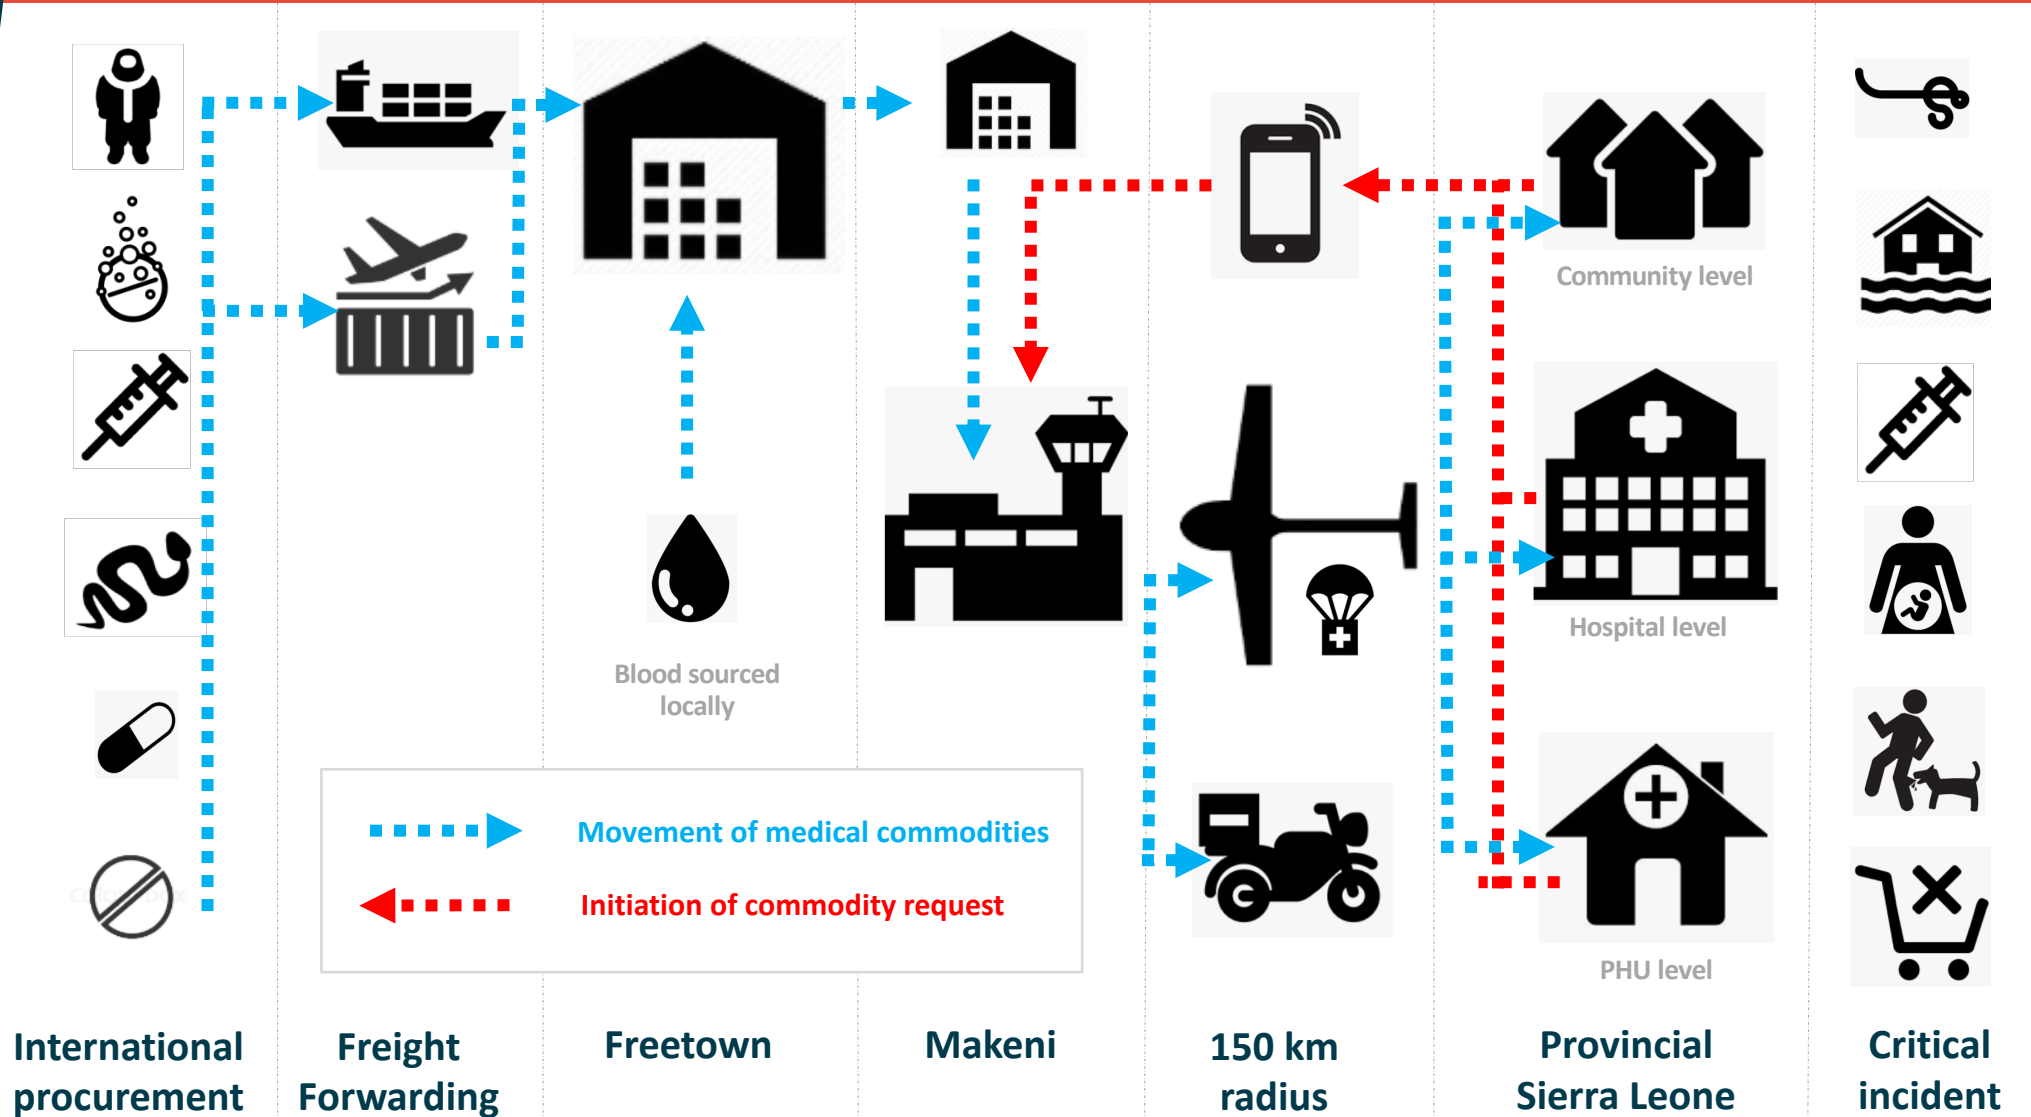 Community level
Hospital level
Blood sourced
locally
Movement of medical commodities
Initiation of commodity request
PHU level
International
procurement
Freight
Forwarding
Freetown
Makeni
150 km
radius
Provincial
Sierra Leone
Critical
incident